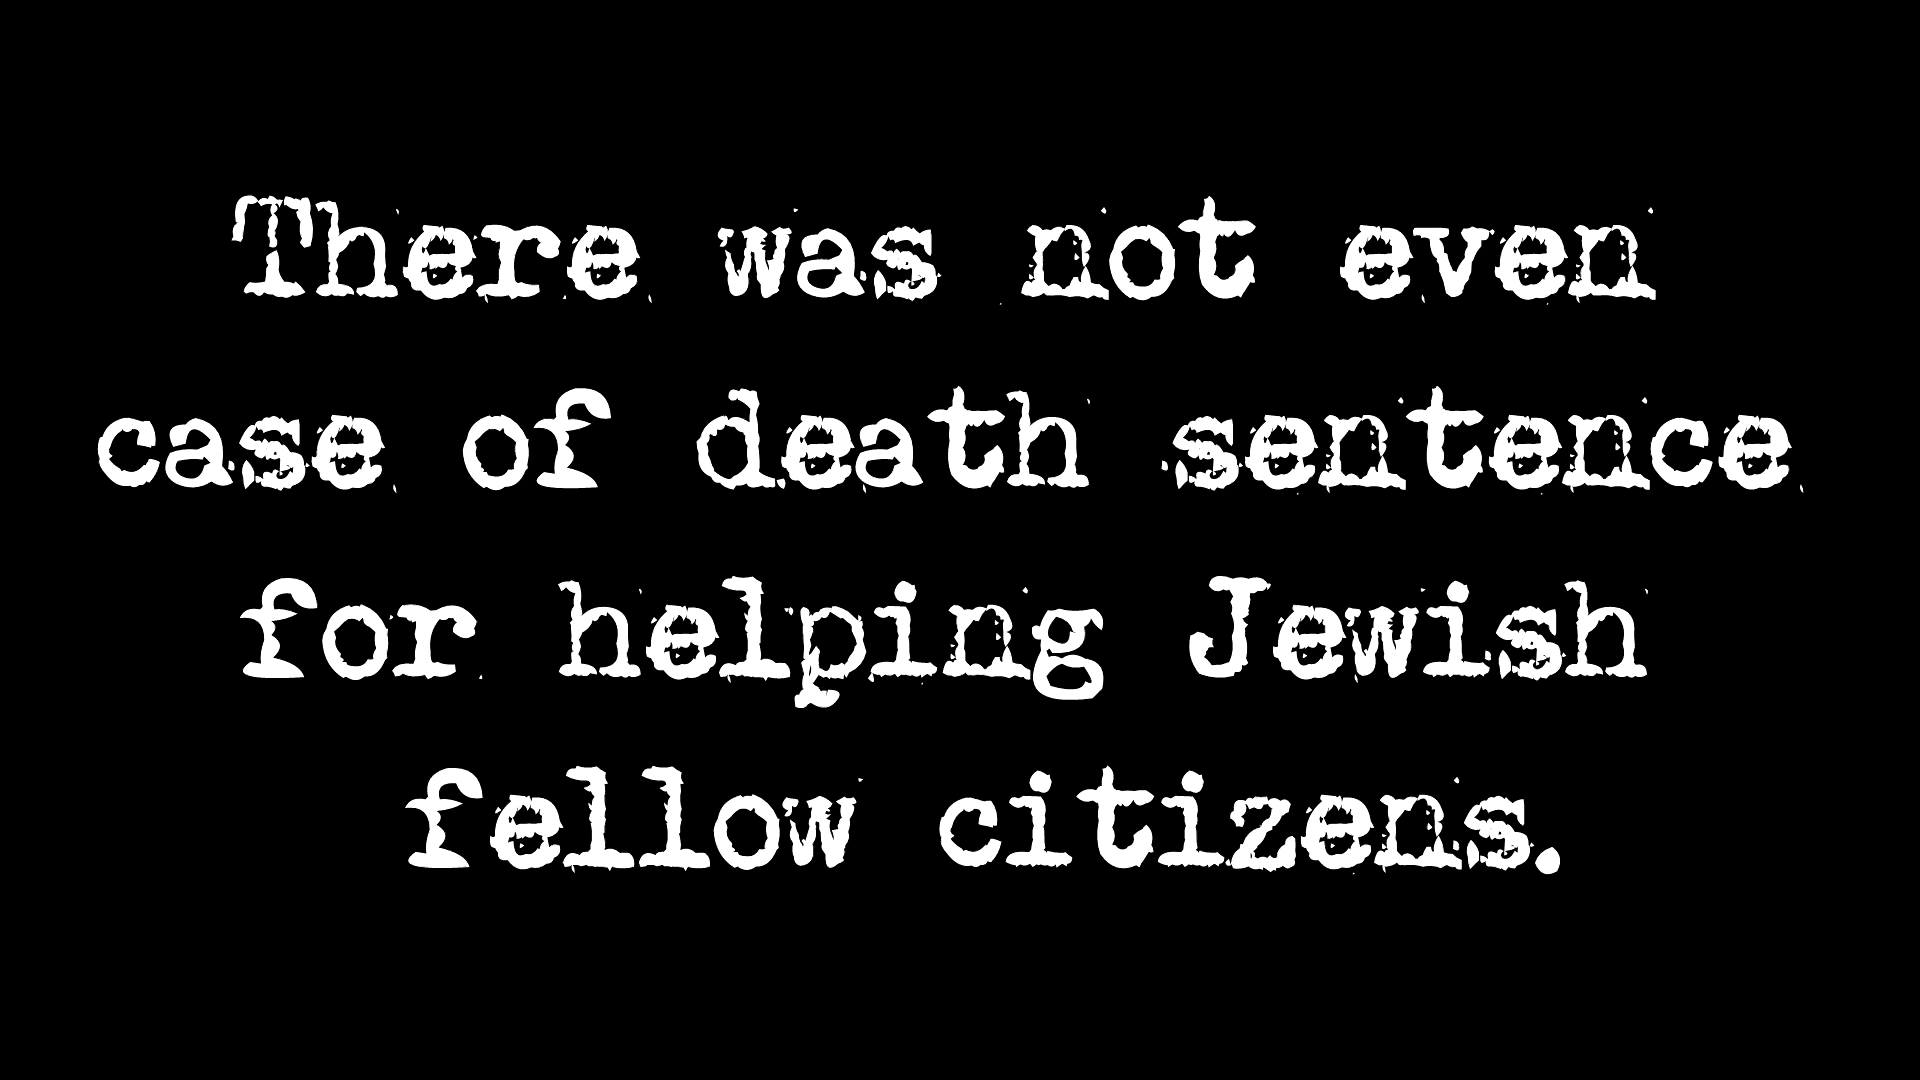 There was not even
case of death sentence
for helping Jewish
fellow citizens.